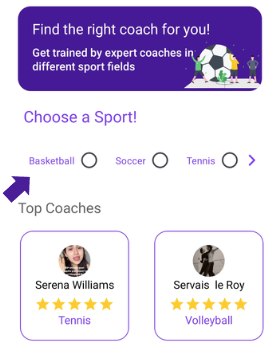 Find the right coach for you!
Get trained by expert coaches in
different sport fields
Choose a Sport!
Basketball Soccer Tennis
Top Coaches
Serena Williams Servais le Roy
Tennis Volleyball